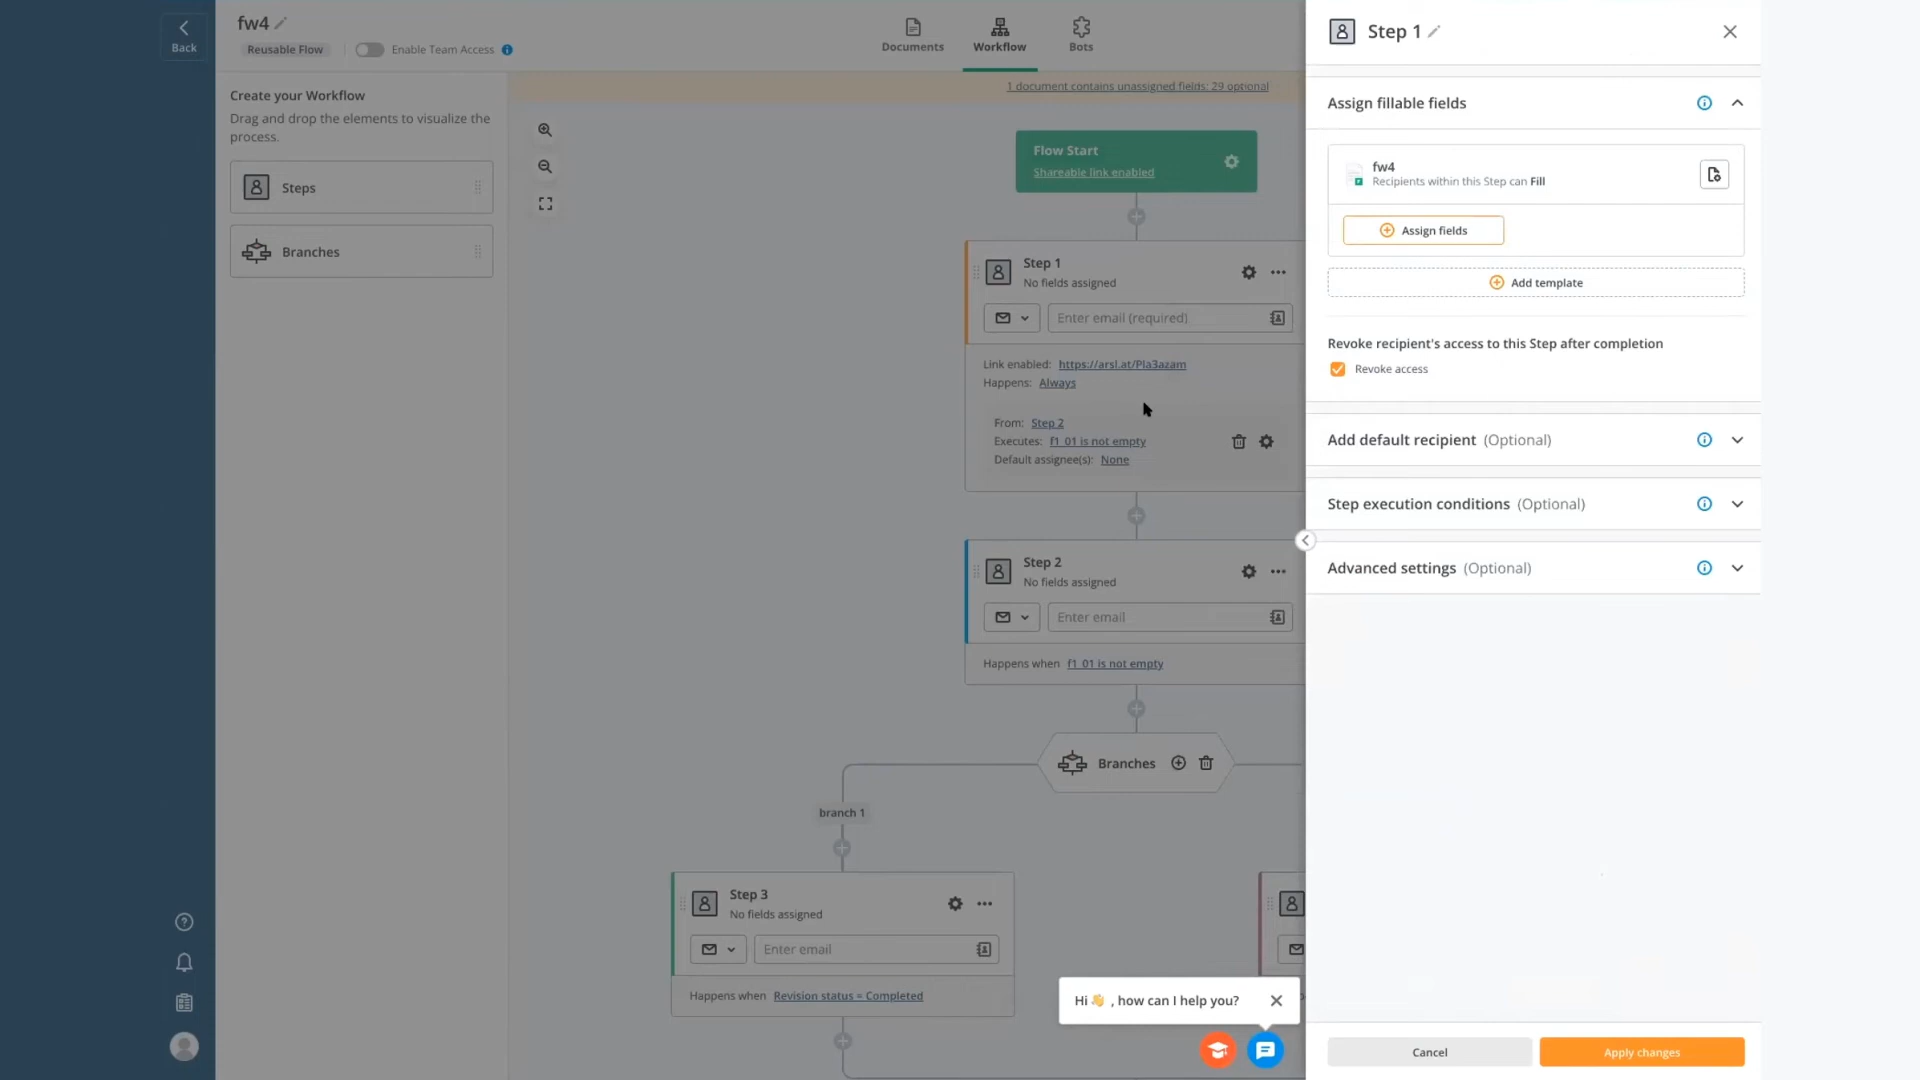 Back
fw4
Reusable Flow
Enable Team Access
Documents
Workflow
Bots
Create your Workflow
Drag and drop the elements to visualize the
process.
Steps
Branches
1 document contains unassigned fields: 29 optional
Flow Start
Shareable link enabled
Step 1
No fields assigned
Enter email (required)
Link enabled: https://arsl.at/Pla3azam
Happens: Always
From: Step 2
Executes: f1_01 is not empty
Default assignee(s): None
Step 2
No fields assigned
Enter email
Happens when f1_01 is not empty
Branches
branch 1
Step 3
No fields assigned
Enter email
Happens when Revision status = Completed
Hi 👋 , how can I help you?
Step 1
Assign fillable fields
fw4
Recipients within this Step can Fill
Assign fields
Add template
Revoke recipient's access to this Step after completion
Revoke access
Add default recipient (Optional)
Step execution conditions (Optional)
Advanced settings (Optional)
Cancel
Apply changes